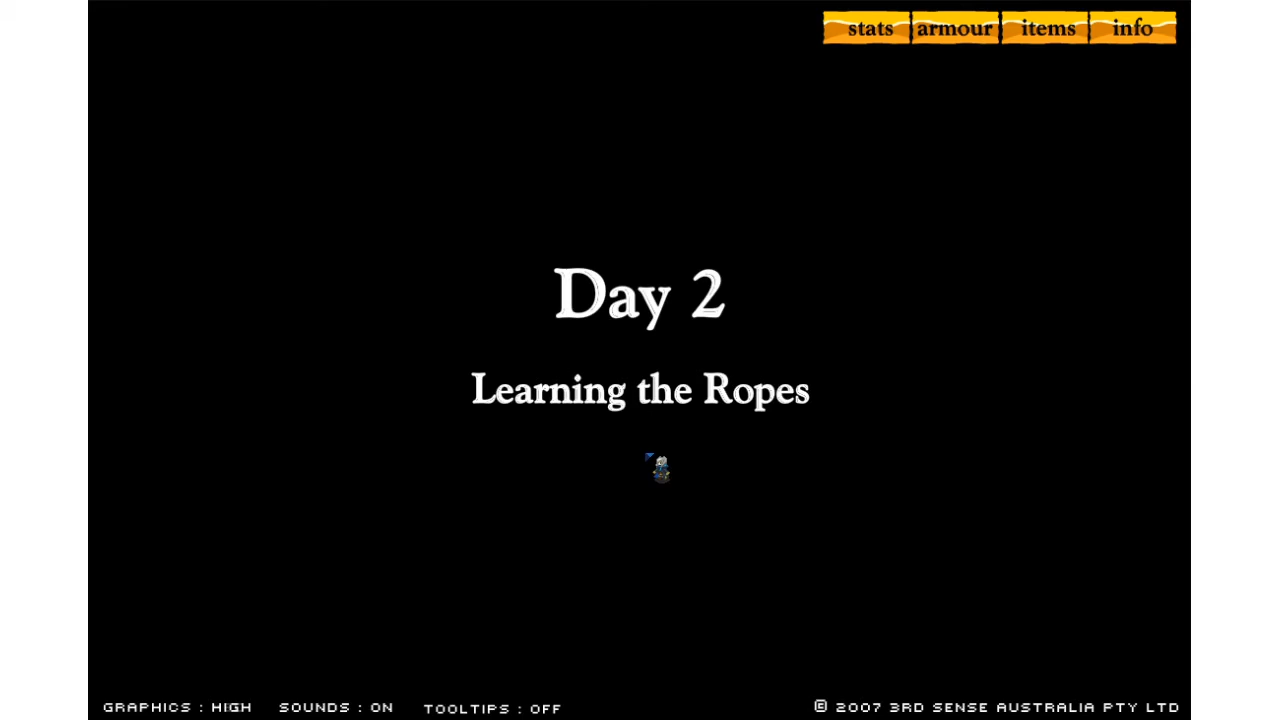 stats armour items info
Day 2
Learning the Ropes
GRAPHICS : HIGH SOUNDS : ON TOOLTIPS : OFF © 2007 3RD SENSE AUSTRALIA PTY LTD